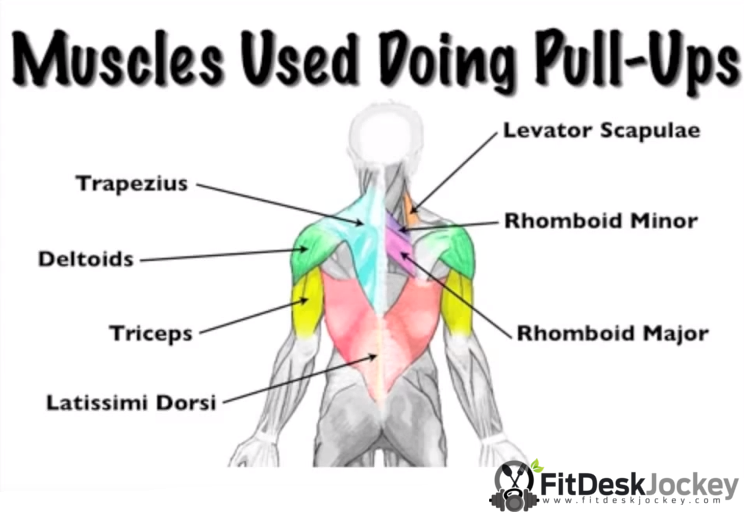 Muscles Used Doing Pull-Ups
Levator Scapulae
Trapezius
Rhomboid Minor
Deltoids
Triceps
Rhomboid Major
Latissimi Dorsi
FitDeskJockey
www.fitdeskjockey.com